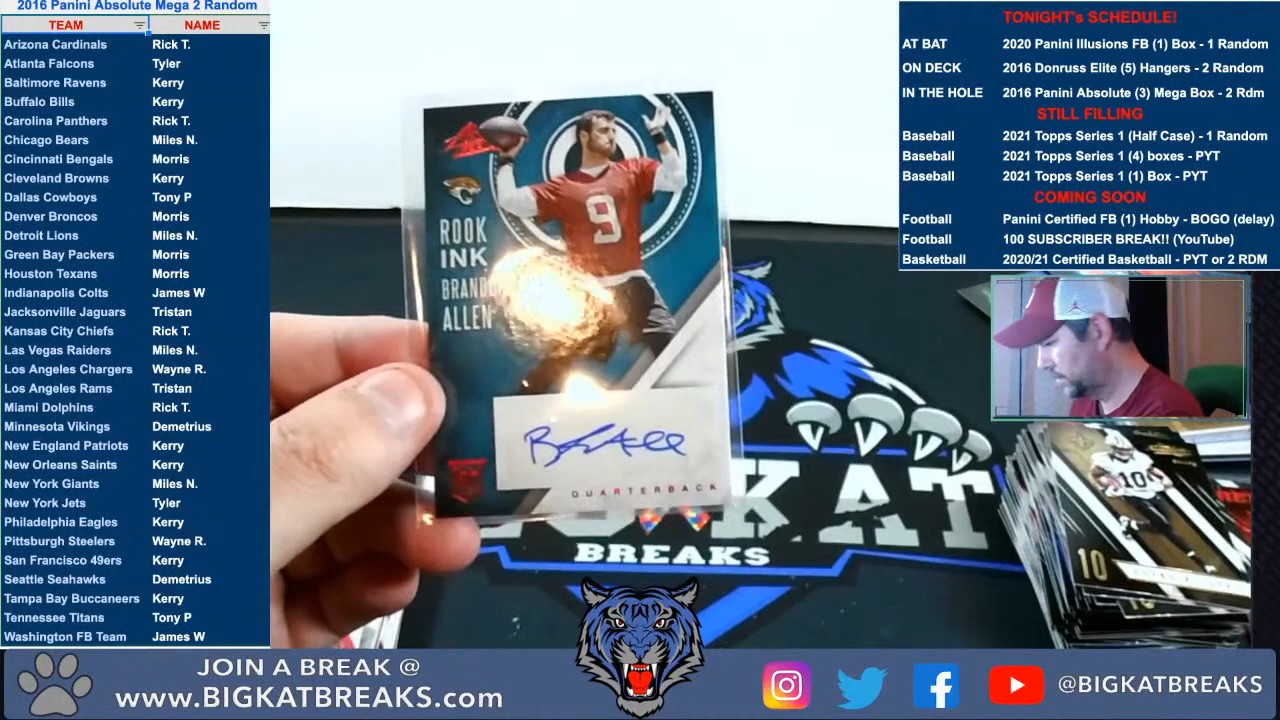 2016 Panini Absolute Mega 2 Random
TEAM NAME
Arizona Cardinals Rick T.
Atlanta Falcons Tyler
Baltimore Ravens Kerry
Buffalo Bills Kerry
Carolina Panthers Rick T.
Chicago Bears Miles N.
Cincinnati Bengals Morris
Cleveland Browns Kerry
Dallas Cowboys Tony P
Denver Broncos Morris
Detroit Lions Miles N.
Green Bay Packers Morris
Houston Texans Morris
Indianapolis Colts James W
Jacksonville Jaguars Tristan
Kansas City Chiefs Rick T.
Las Vegas Raiders Miles N.
Los Angeles Chargers Wayne R.
Los Angeles Rams Tristan
Miami Dolphins Rick T.
Minnesota Vikings Demetrius
New England Patriots Kerry
New Orleans Saints Kerry
New York Giants Miles N.
New York Jets Tyler
Philadelphia Eagles Kerry
Pittsburgh Steelers Wayne R.
San Francisco 49ers Kerry
Seattle Seahawks Demetrius
Tampa Bay Buccaneers Kerry
Tennessee Titans Tony P
Washington FB Team James W
ROOK
INK
ALLEN
9
QUARTERBACK
KAT
BREAKS
10
10
TONIGHT's SCHEDULE!
AT BAT 2020 Panini Illusions FB (1) Box - 1 Random
ON DECK 2016 Donruss Elite (5) Hangers - 2 Random
IN THE HOLE 2016 Panini Absolute (3) Mega Box - 2 Rdm
STILL FILLING
Baseball 2021 Topps Series 1 (Half Case) - 1 Random
Baseball 2021 Topps Series 1 (4) boxes - PYT
Baseball 2021 Topps Series 1 (1) Box - PYT
COMING SOON
Football Panini Certified FB (1) Hobby - BOGO (delay)
Football 100 SUBSCRIBER BREAK!! (YouTube)
Basketball 2020/21 Certified Basketball - PYT or 2 RDM
JOIN A BREAK @
www.BIGKATBREAKS.com
@BIGKATBREAKS